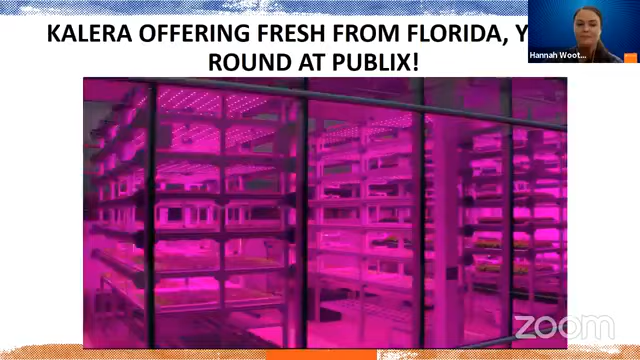 KALERA OFFERING FRESH FROM FLORIDA, Y
ROUND AT PUBLIX!
Hannah Woot...
zoom